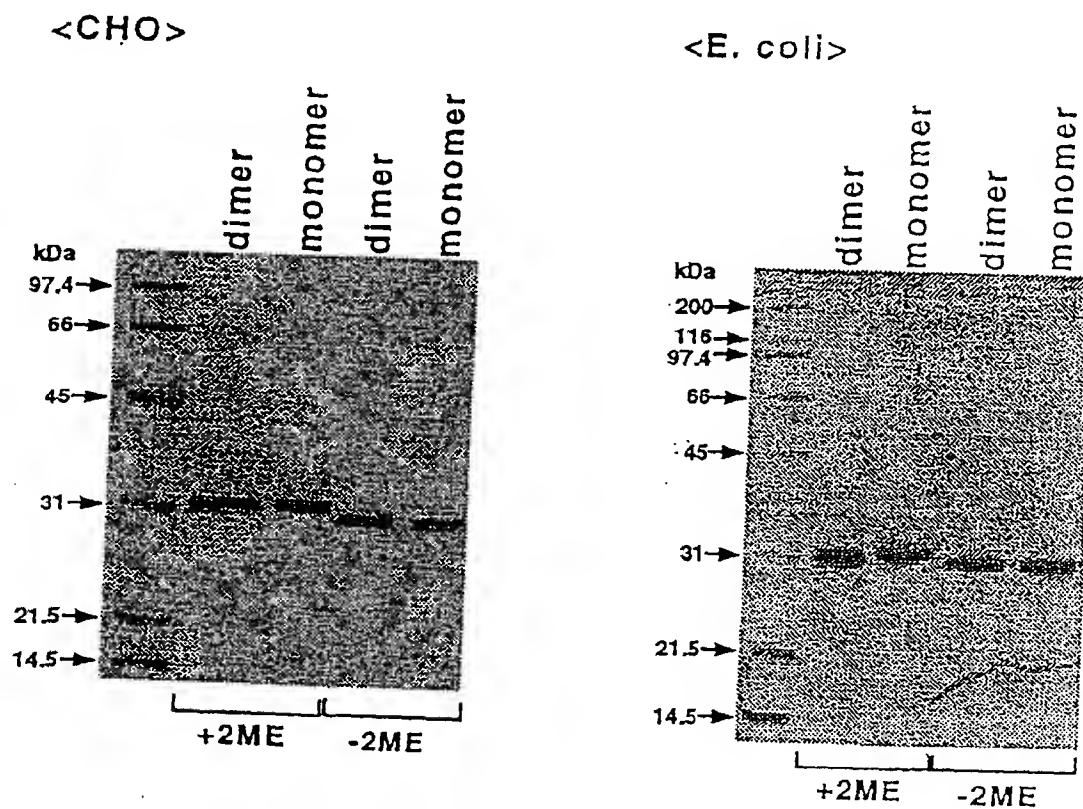 <CHO>
dimer
monomer
dimer
monomer
kDa
97.4
66
45
31
21.5
14.5
+2ME
-2ME
<E. coli>
dimer
monomer
dimer
monomer
kDa
200
116
97.4
66
45
31
21.5
14.5
+2ME
-2ME